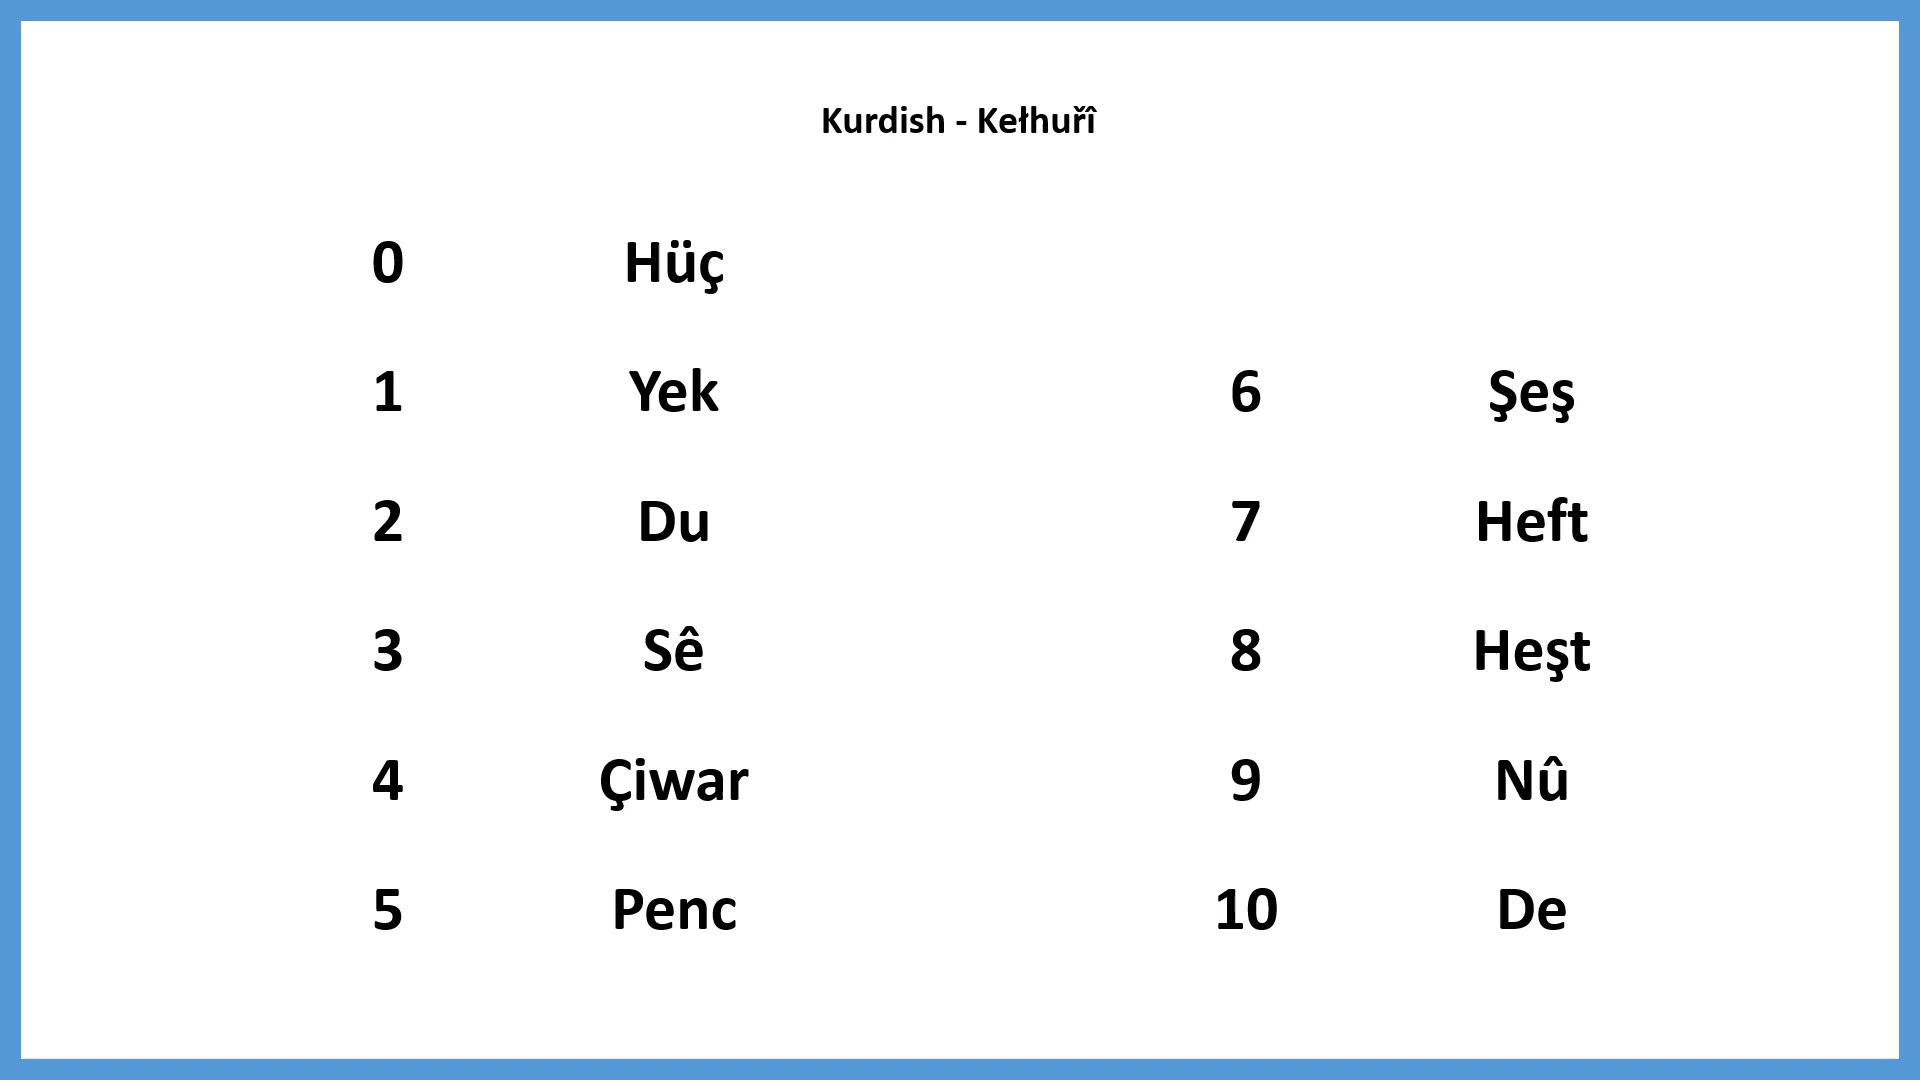 Kurdish - Kełhuřî
0 Hüç
1 Yek 6 Şeş
2 Du 7 Heft
3 Sê 8 Heşt
4 Çiwar 9 Nû
5 Penc 10 De